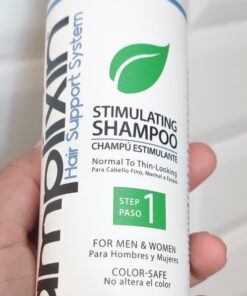 amplixin
Hair Support System
STIMULATING
SHAMPOO
CHAMPÚ ESTIMULANTE
Normal To Thin-Looking
Para Cabello Fino, Normal a Escaso
STEP
PASO
1
FOR MEN & WOMEN
Para Hombres y Mujeres
COLOR-SAFE
No altera el color